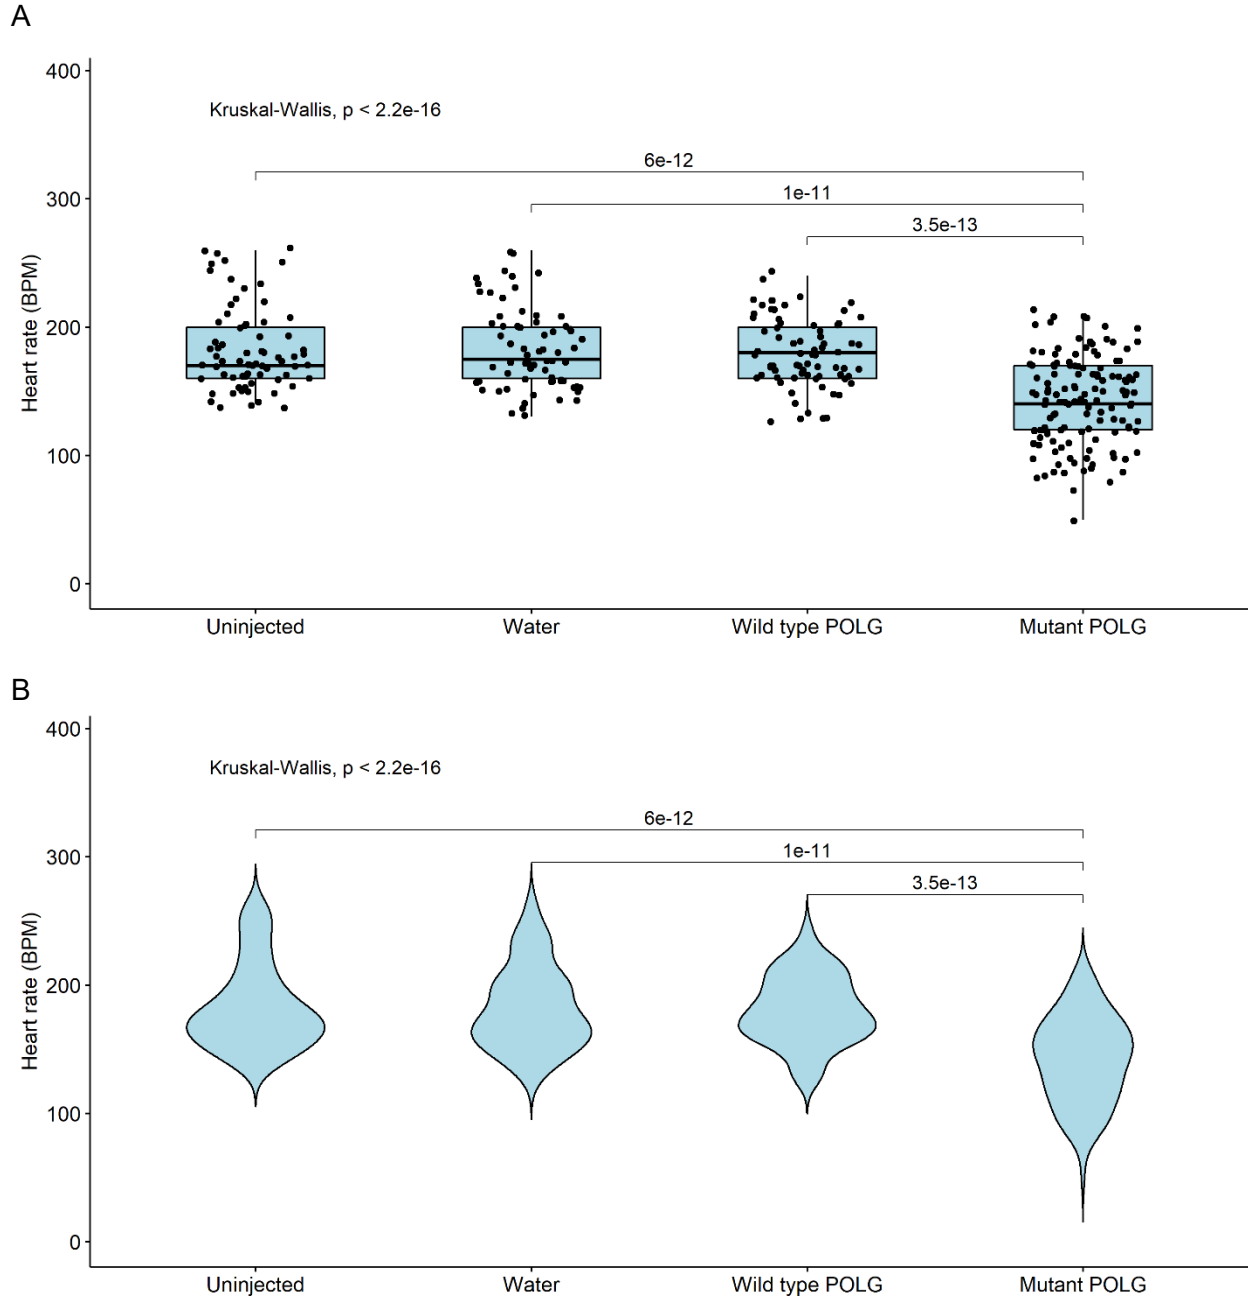 A
400
300
200
100
0
Heart rate (BPM)
Kruskal-Wallis, p < 2.2e-16
6e-12
1e-11
3.5e-13
Uninjected Water Wild type POLG Mutant POLG
B
400
300
200
100
0
Heart rate (BPM)
Kruskal-Wallis, p < 2.2e-16
6e-12
1e-11
3.5e-13
Uninjected Water Wild type POLG Mutant POLG